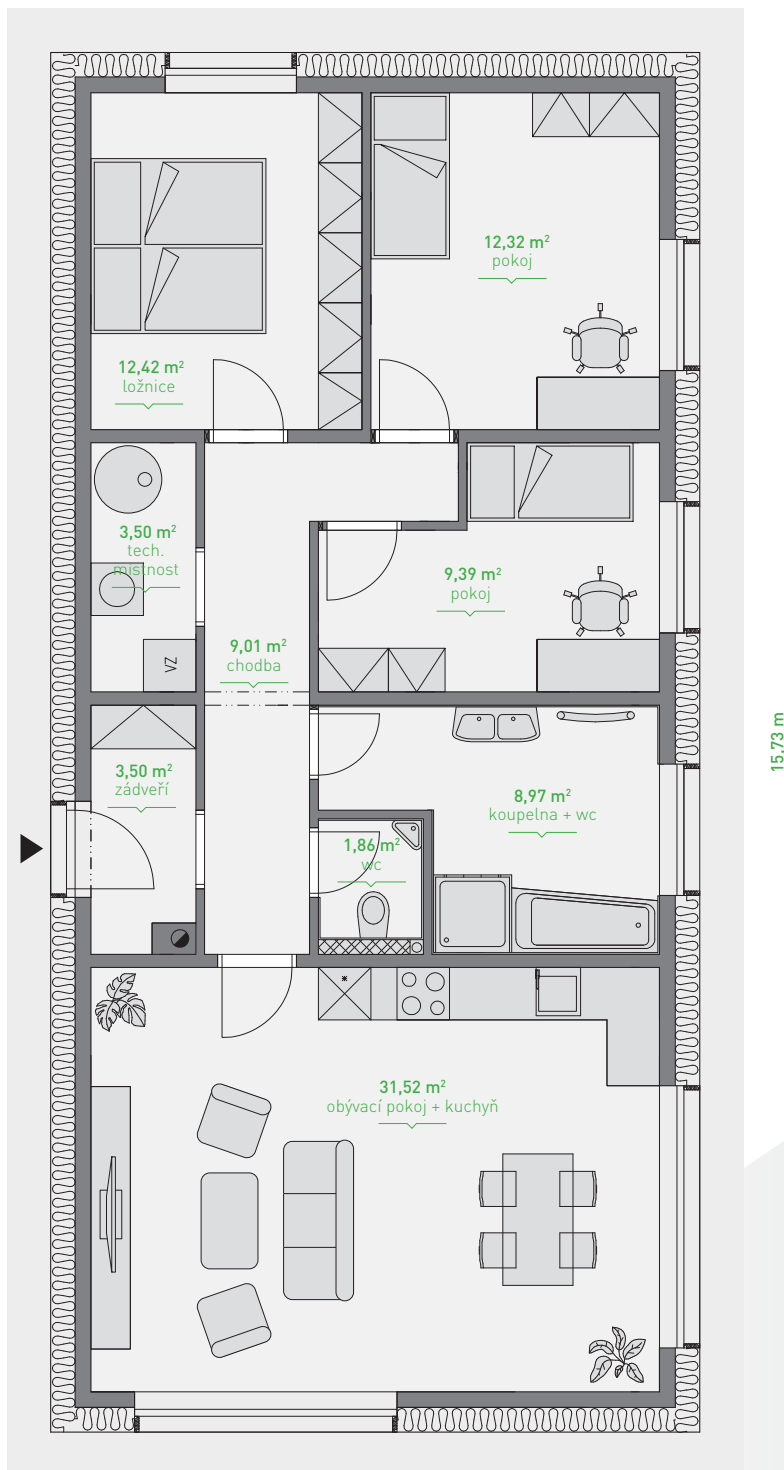 12,32 m²
pokoj
12,42 m²
ložnice
3,50 m²
tech.
místnost
9,39 m²
pokoj
9,01 m²
chodba
VZ
15,73 m
3,50 m²
zádveří
8,97 m²
koupelna + wc
1,86 m²
wc
31,52 m²
obývací pokoj + kuchyň